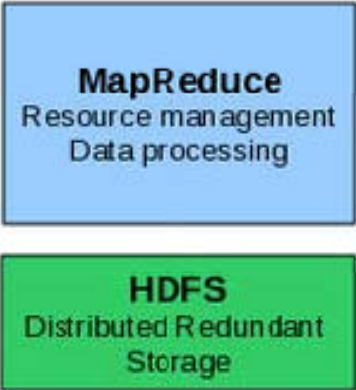 MapReduce
Resource management
Data processing
HDFS
Distributed Redundant
Storage